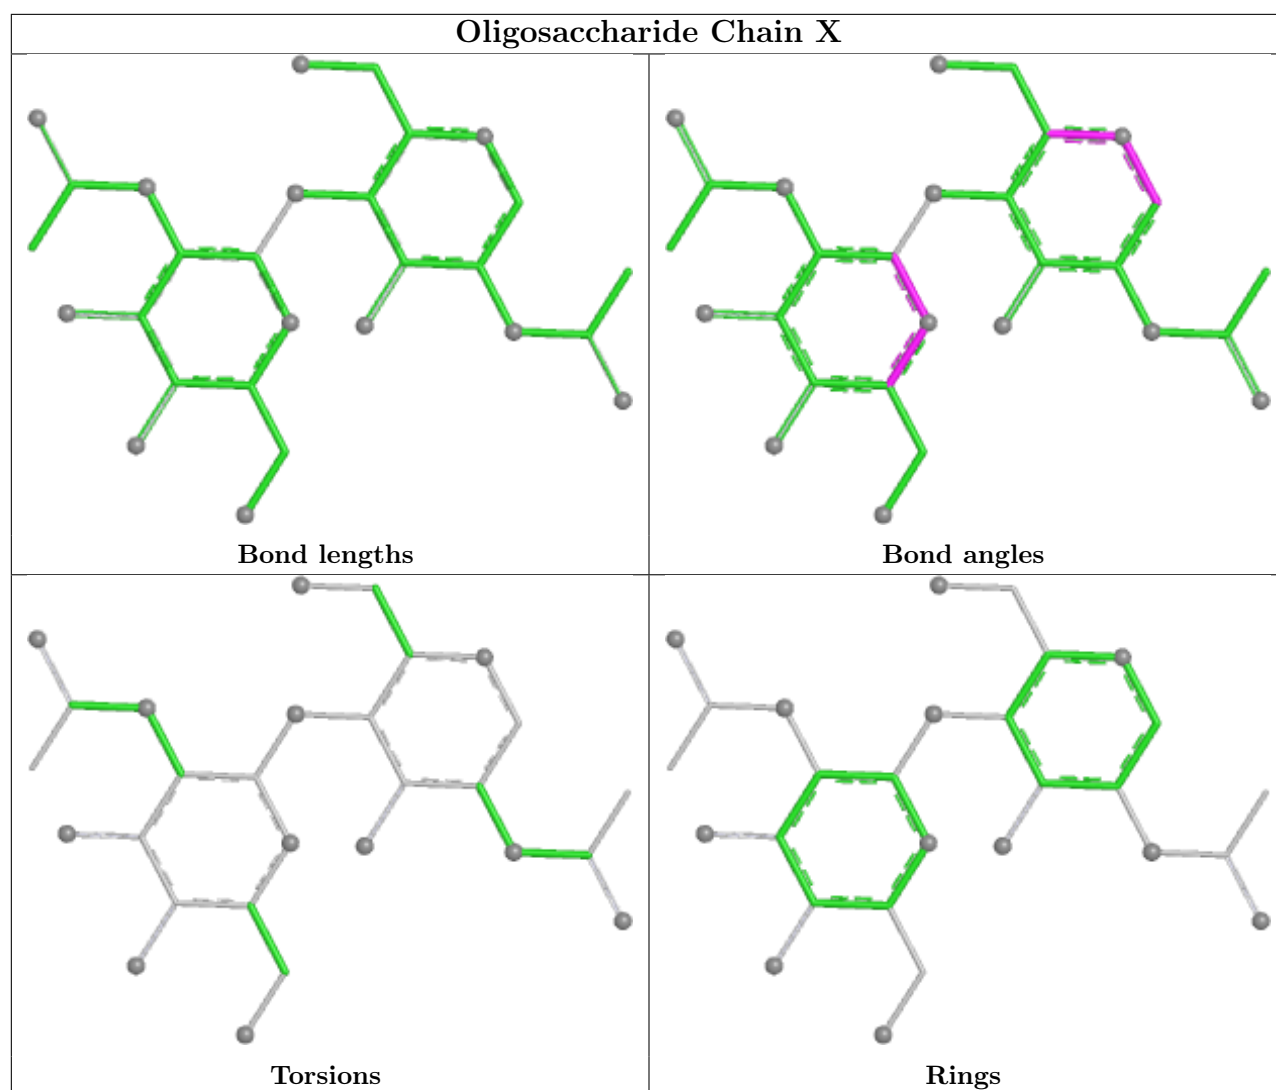 Oligosaccharide Chain X
Bond lengths
Bond angles
Torsions
Rings